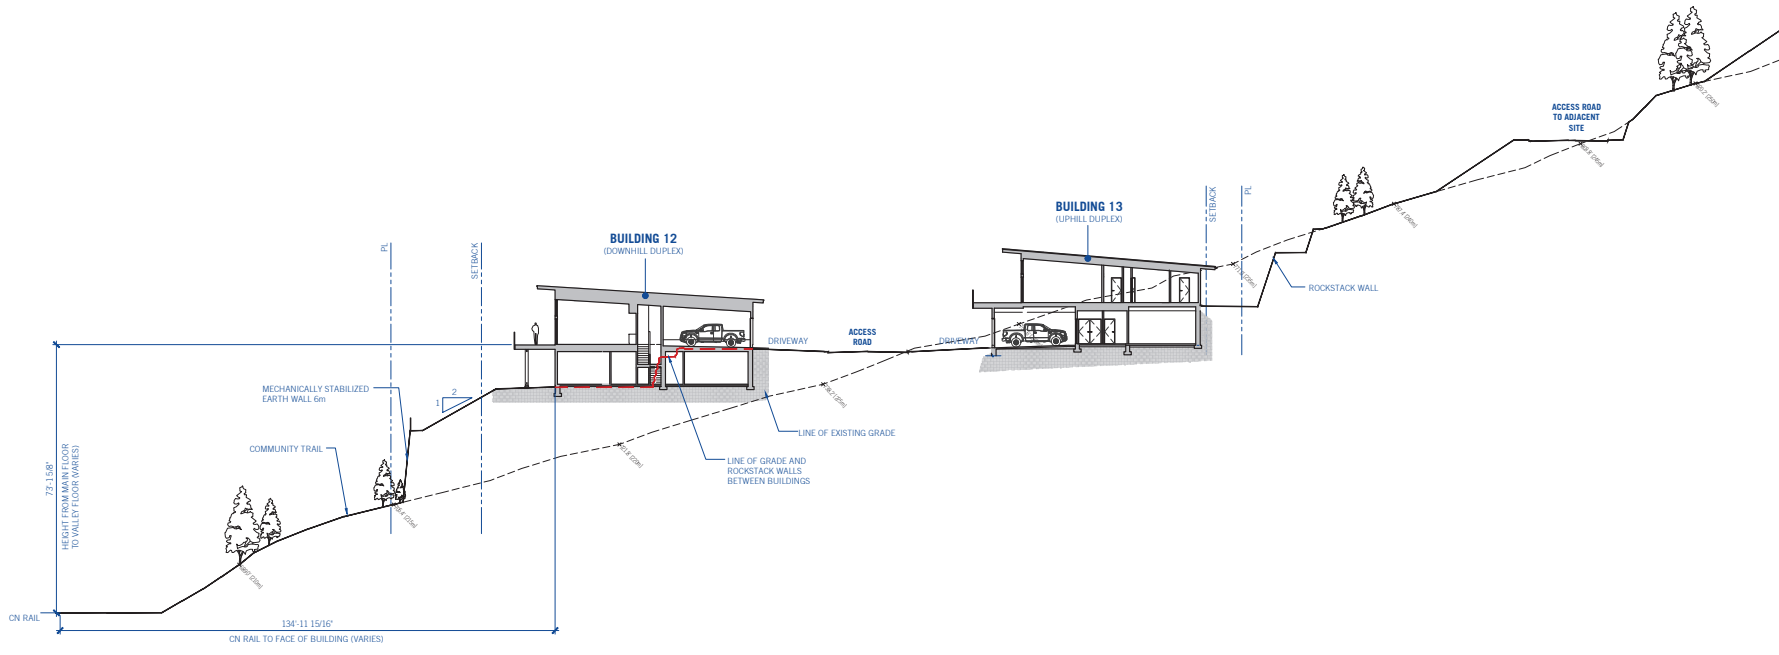 ACCESS ROAD
TO ADJACENT
SITE
PL
SETBACK
BUILDING 13
(UPHILL DUPLEX)
SETBACK
PL
BUILDING 12
(DOWNHILL DUPLEX)
ROCKSTACK WALL
DRIVEWAY
ACCESS
ROAD
DRIVEWAY
MECHANICALLY STABILIZED
EARTH WALL 6m
2
1
LINE OF EXISTING GRADE
COMMUNITY TRAIL
LINE OF GRADE AND
ROCKSTACK WALLS
BETWEEN BUILDINGS
73'-1 5/8"
HEIGHT FROM MAIN FLOOR
TO VALLEY FLOOR (VARIES)
CN RAIL
134'-11 15/16"
CN RAIL TO FACE OF BUILDING (VARIES)